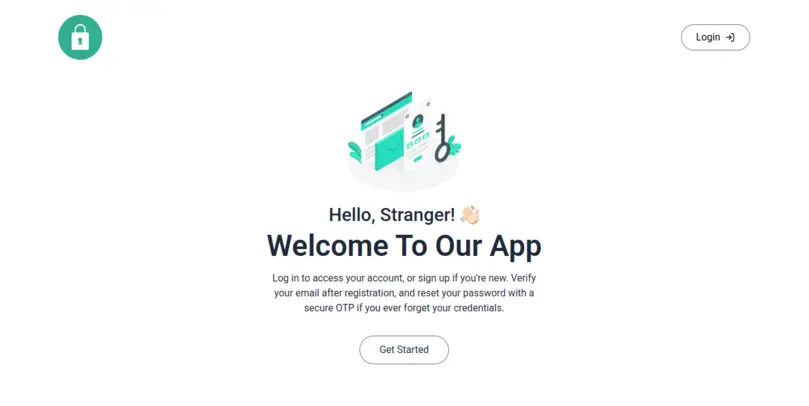 Login
Hello, Stranger! 👋🏻
Welcome To Our App
Log in to access your account, or sign up if you're new. Verify
your email after registration, and reset your password with a
secure OTP if you ever forget your credentials.
Get Started